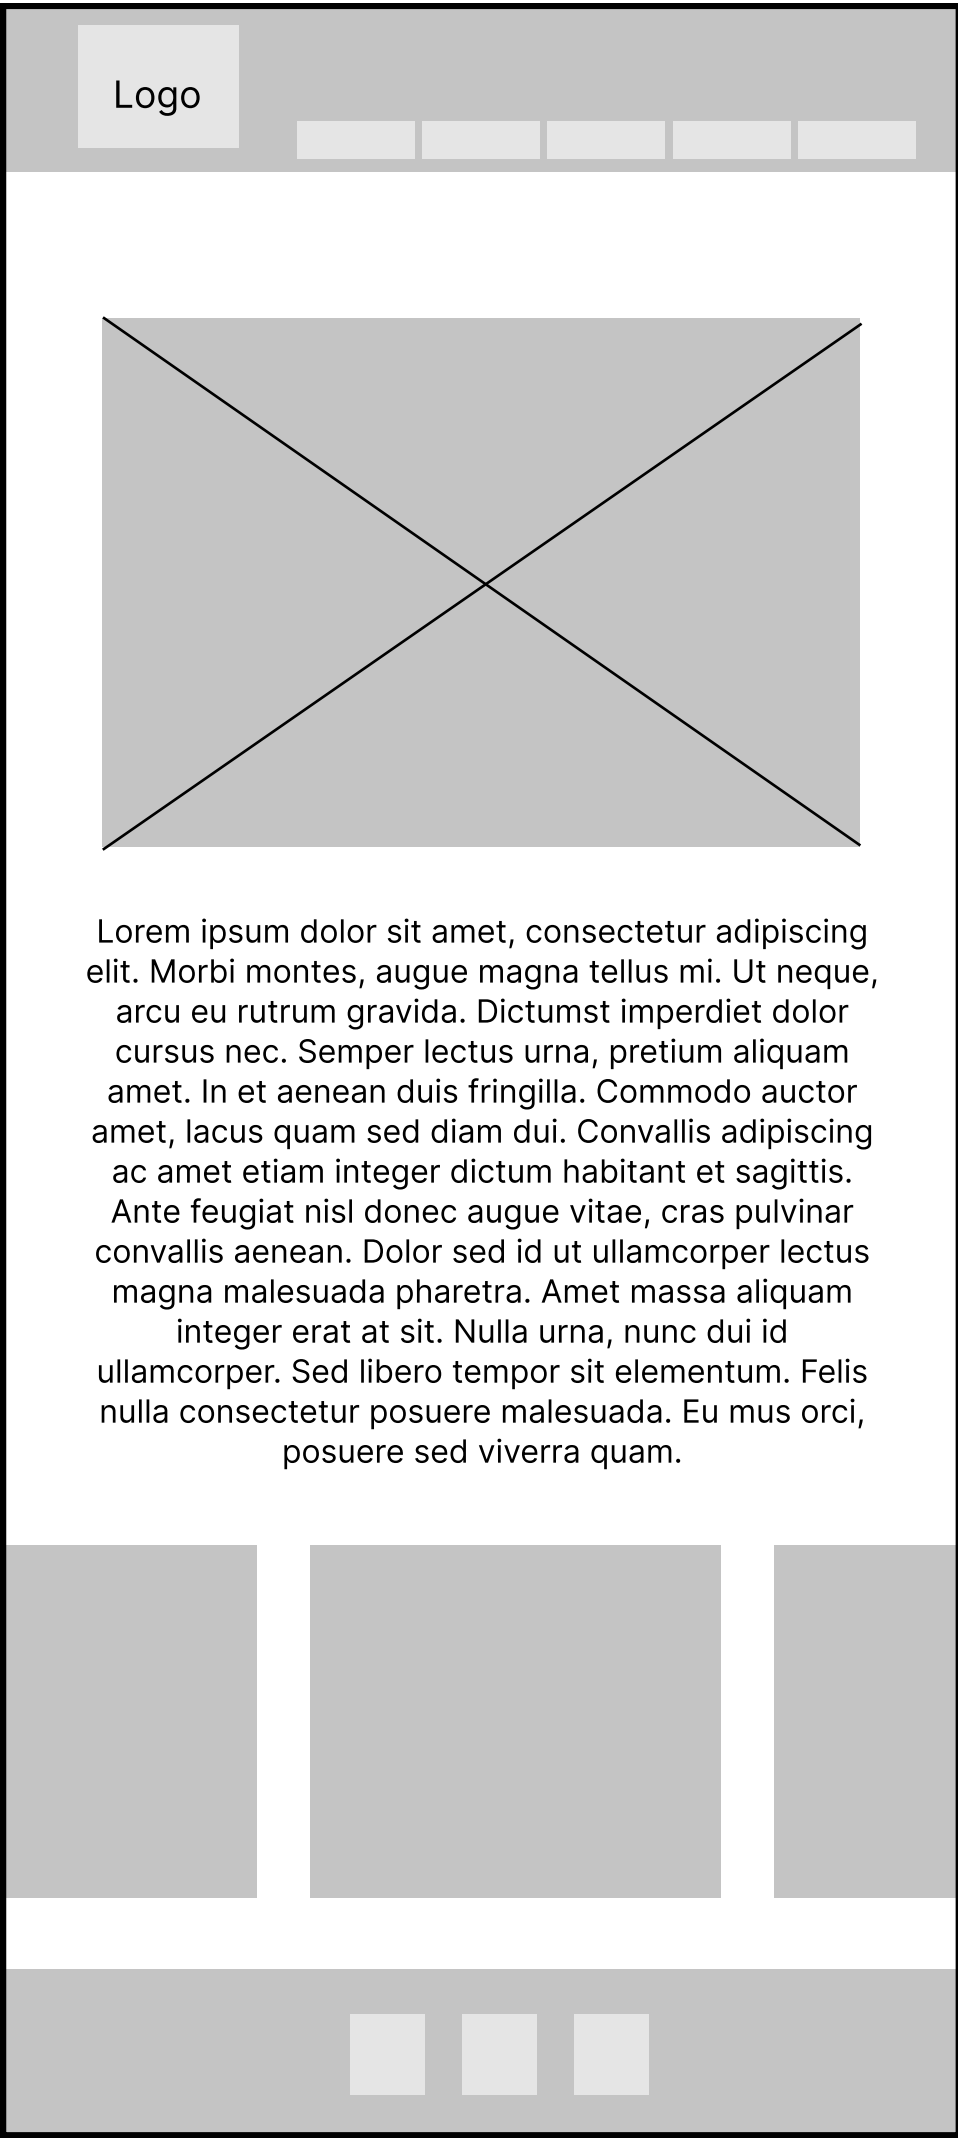 Logo
Lorem ipsum dolor sit amet, consectetur adipiscing
elit. Morbi montes, augue magna tellus mi. Ut neque,
arcu eu rutrum gravida. Dictumst imperdiet dolor
cursus nec. Semper lectus urna, pretium aliquam
amet. In et aenean duis fringilla. Commodo auctor
amet, lacus quam sed diam dui. Convallis adipiscing
ac amet etiam integer dictum habitant et sagittis.
Ante feugiat nisl donec augue vitae, cras pulvinar
convallis aenean. Dolor sed id ut ullamcorper lectus
magna malesuada pharetra. Amet massa aliquam
integer erat at sit. Nulla urna, nunc dui id
ullamcorper. Sed libero tempor sit elementum. Felis
nulla consectetur posuere malesuada. Eu mus orci,
posuere sed viverra quam.